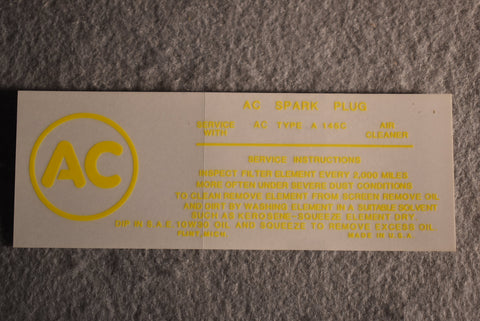 AC SPARK PLUG
SERVICE WITH AC TYPE A 146C AIR CLEANER
AC
SERVICE INSTRUCTIONS
INSPECT FILTER ELEMENT EVERY 2,000 MILES
MORE OFTEN UNDER SEVERE DUST CONDITIONS
TO CLEAN REMOVE ELEMENT FROM SCREEN REMOVE OIL
AND DIRT BY WASHING ELEMENT IN A SUITABLE SOLVENT
SUCH AS KEROSENE-SQUEEZE ELEMENT DRY.
DIP IN S.A.E. 10W30 OIL AND SQUEEZE TO REMOVE EXCESS OIL
FLINT MICH. MADE IN U.S.A.